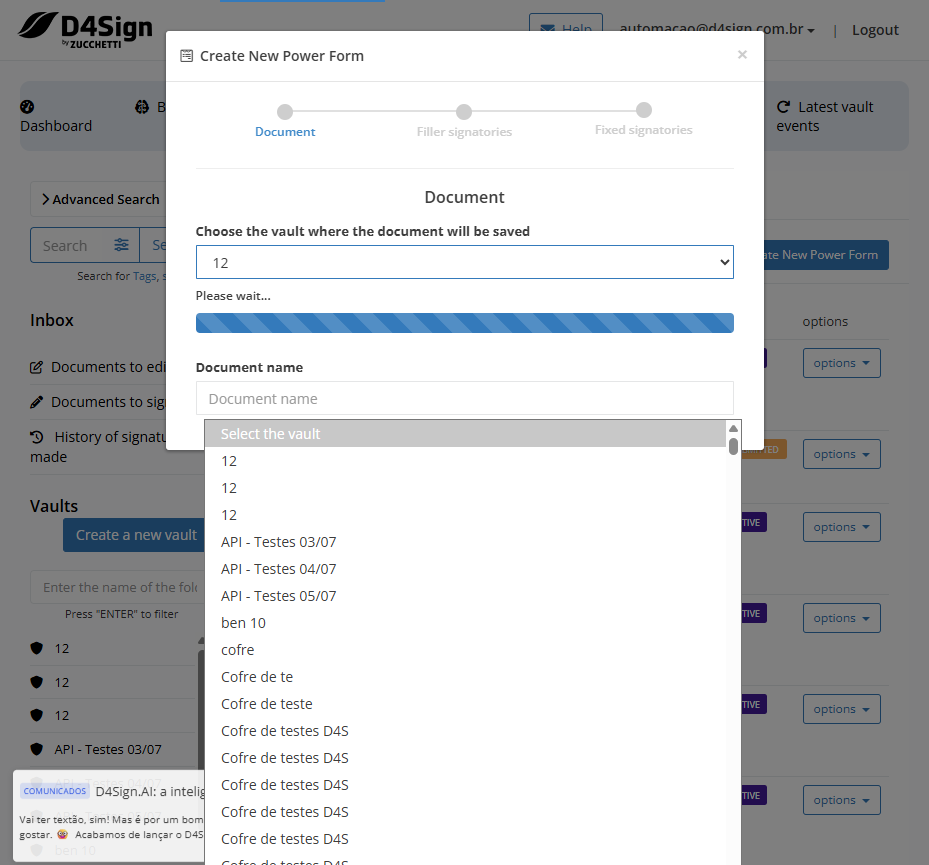 D4Sign
by ZUCCHETTI
Help
automacao@d4sign.com.br
|
Logout
Create New Power Form
×
Dashboard
B
Latest vault
events
Document
Filler signatories
Fixed signatories
Advanced Search
Document
Choose the vault where the document will be saved
Search
Se
12
ate New Power Form
Search for Tags, s
Please wait...
Inbox
options
Documents to edi
options
Document name
Documents to sig
Document name
History of signatu
made
Select the vault
12
options
12
Vaults
12
TIVE
options
Create a new vault
API - Testes 03/07
API - Testes 04/07
Enter the name of the fol
API - Testes 05/07
Press "ENTER" to filter
ben 10
TIVE
options
12
cofre
12
Cofre de te
12
Cofre de teste
TIVE
options
API - Testes 03/07
Cofre de testes D4S
Cofre de testes D4S
API - Testes 04/07
Cofre de testes D4S
COMUNICADOS D4Sign.AI: a intelig
TIVE
options
Vai ter textão, sim! Mas é por um bom
Cofre de testes D4S
gostar. 🤩 Acabamos de lançar o D4S
Cofre de testes D4S
ben 10
Cofre de testes D4S